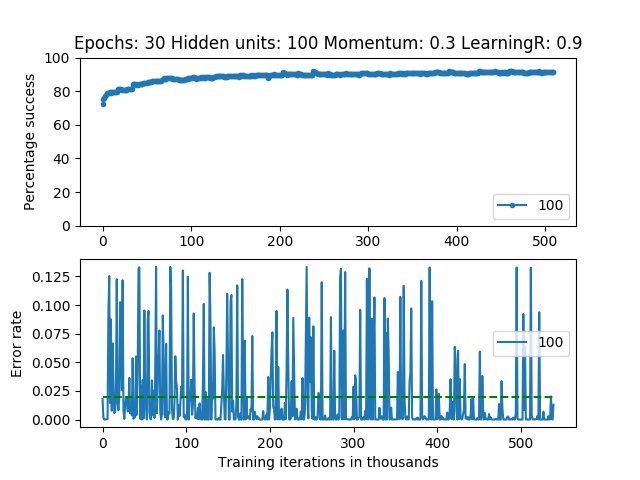 Epochs: 30 Hidden units: 100 Momentum: 0.3 LearningR: 0.9
100
80
60
40
20
0
Percentage success
100
0 100 200 300 400 500
0.125
0.100
0.075
0.050
0.025
0.000
Error rate
100
0 100 200 300 400 500
Training iterations in thousands